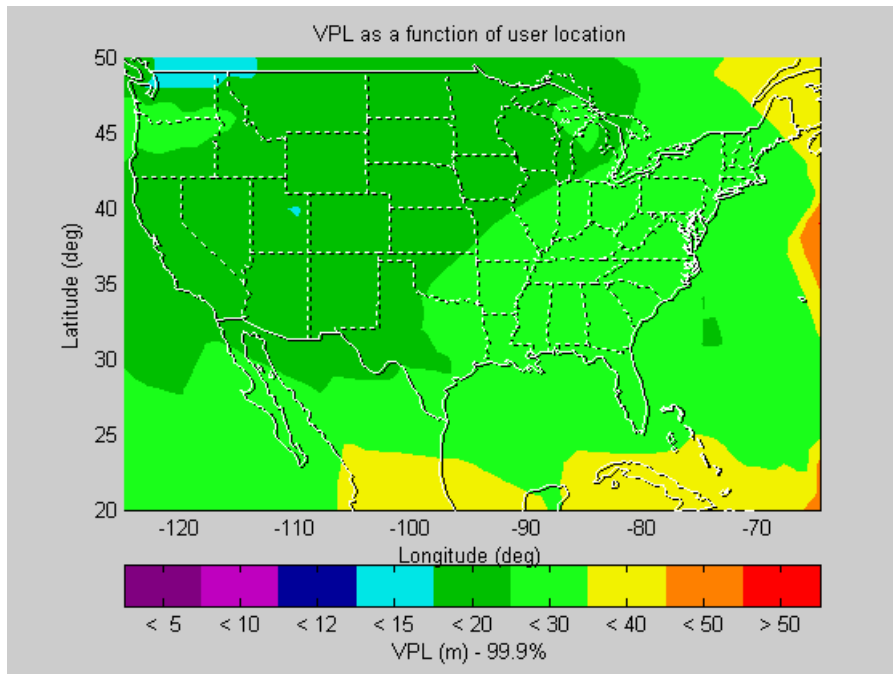 VPL as a function of user location
50
45
40
35
30
25
20
Latitude (deg)
-120 -110 -100 -90 -80 -70
Longitude (deg)
< 5 < 10 < 12 < 15 < 20 < 30 < 40 < 50 > 50
VPL (m) - 99.9%